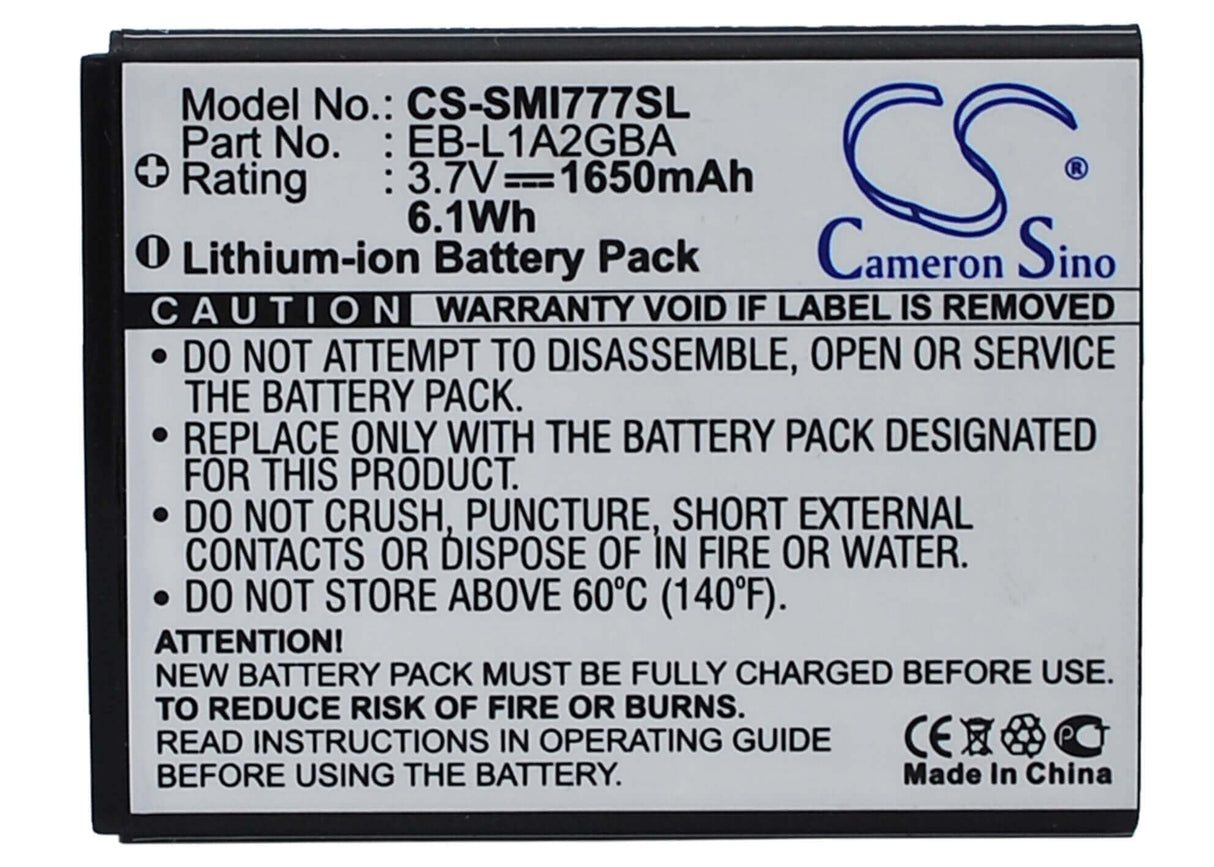 Model No.: CS-SMI777SL
Part No. : EB-L1A2GBA
Rating : 3.7V 1650mAh
6.1Wh
Lithium-ion Battery Pack
CS ®
Cameron Sino
CAUTION WARRANTY VOID IF LABEL IS REMOVED
• DO NOT ATTEMPT TO DISASSEMBLE, OPEN OR SERVICE
THE BATTERY PACK.
• REPLACE ONLY WITH THE BATTERY PACK DESIGNATED
FOR THIS PRODUCT.
• DO NOT CRUSH, PUNCTURE, SHORT EXTERNAL
CONTACTS OR DISPOSE OF IN FIRE OR WATER.
• DO NOT STORE ABOVE 60ºC (140ºF).
ATTENTION!
NEW BATTERY PACK MUST BE FULLY CHARGED BEFORE USE.
TO REDUCE RISK OF FIRE OR BURNS.
READ INSTRUCTIONS IN OPERATING GUIDE
BEFORE USING THE BATTERY.
CE PCT
Made In China